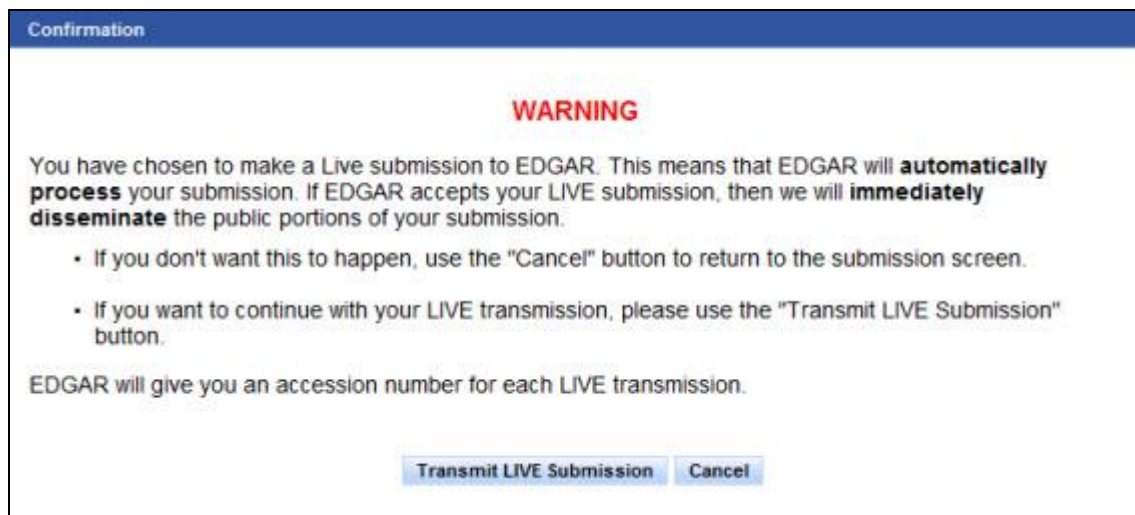 Confirmation
WARNING
You have chosen to make a Live submission to EDGAR. This means that EDGAR will automatically
process your submission. If EDGAR accepts your LIVE submission, then we will immediately
disseminate the public portions of your submission.
• If you don't want this to happen, use the "Cancel" button to return to the submission screen.
• If you want to continue with your LIVE transmission, please use the "Transmit LIVE Submission"
button.
EDGAR will give you an accession number for each LIVE transmission.
Transmit LIVE Submission Cancel